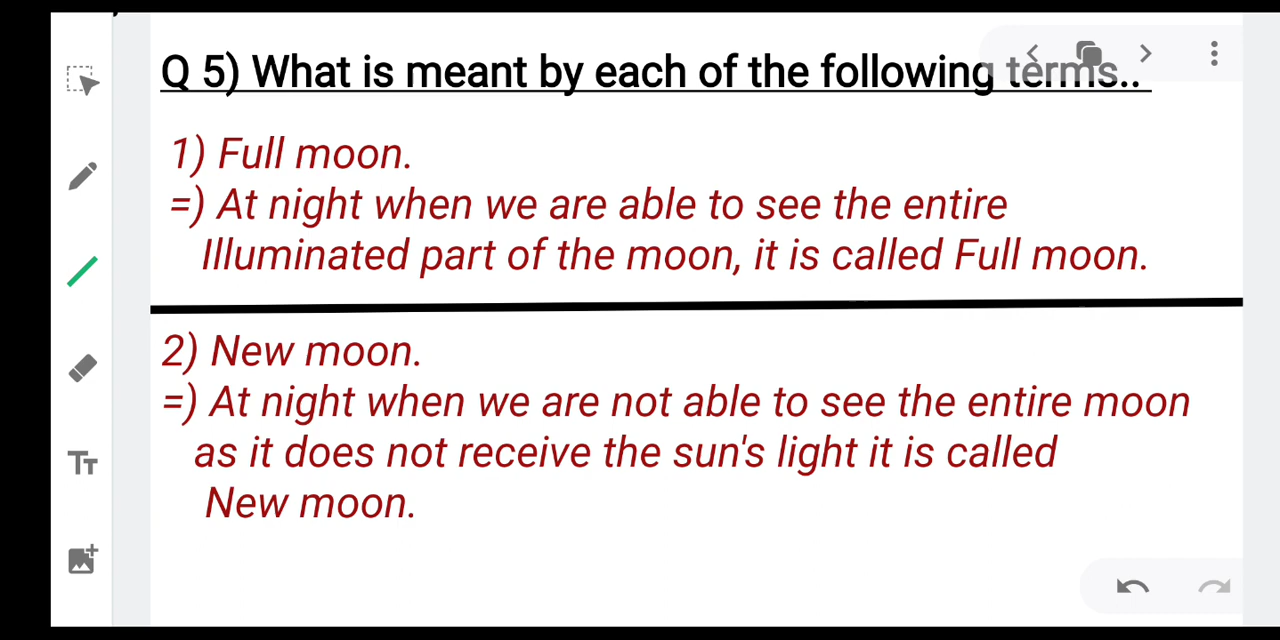 Q 5) What is meant by each of the following terms..
1) Full moon.
=) At night when we are able to see the entire
Illuminated part of the moon, it is called Full moon.
2) New moon.
=) At night when we are not able to see the entire moon
as it does not receive the sun's light it is called
New moon.
TT